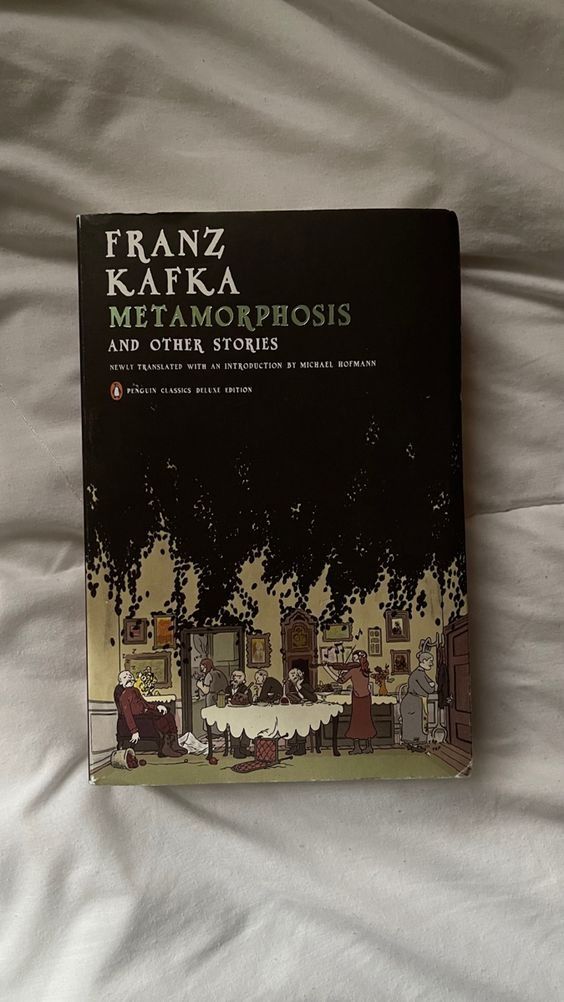 FRANZ
KAFKA
METAMORPHOSIS
AND OTHER STORIES
NEWLY TRANSLATED WITH AN INTRODUCTION BY MICHAEL HOFMANN
PENGUIN CLASSICS DELUXE EDITION